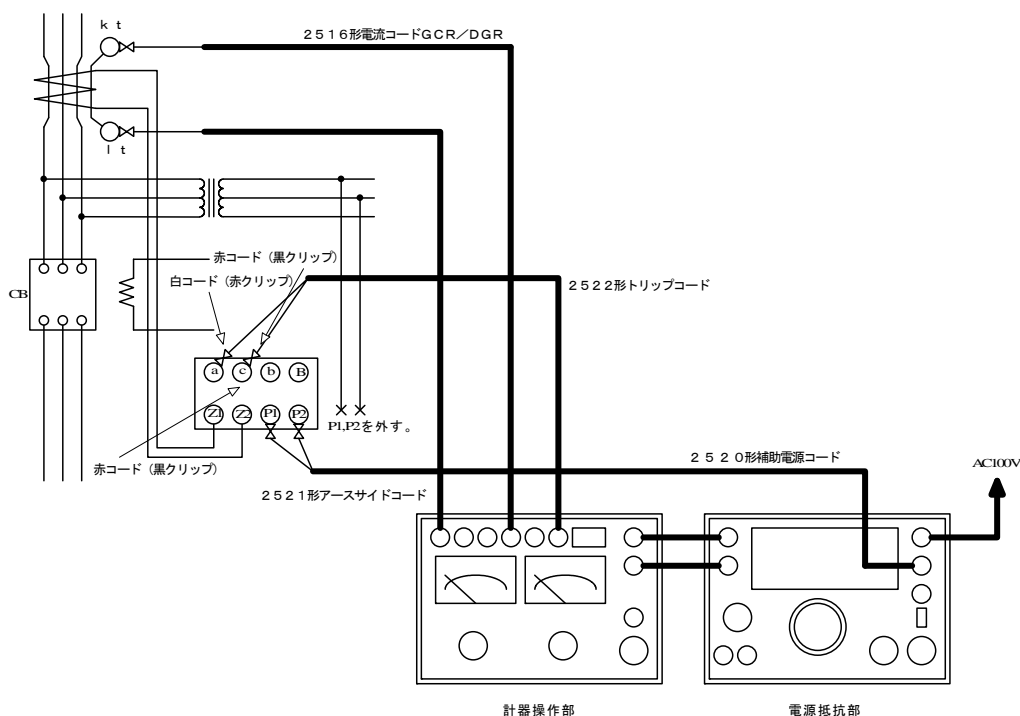 ｋ ｔ
２５１６形電流コードGCR／DGR
ｌ ｔ
赤コード（黒クリップ）
白コード（赤クリップ）
２５２２形トリップコード
CB
a c b B
Z1 Z2 P1 P2
P1,P2を外す。
赤コード（黒クリップ）
２５２０形補助電源コード
AC100V
２５２１形アースサイドコード
計器操作部
電源抵抗部